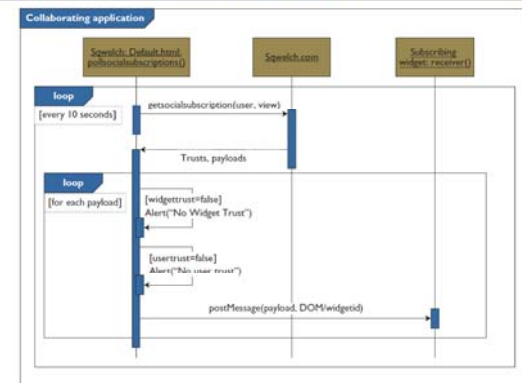 Collaborating application
Sqwelch: Default.html:
pollsocialsubscriptions()
Sqwelch.com
Subscribing
widget: receiver()
loop
[every 10 seconds]
getsocialsubscription(user, view)
Trusts, payloads
loop
[for each payload]
[widgettrust=false]
Alert("No Widget Trust")
[usertrust=false]
Alert("No user trust")
postMessage(payload, DOM/widgetid)